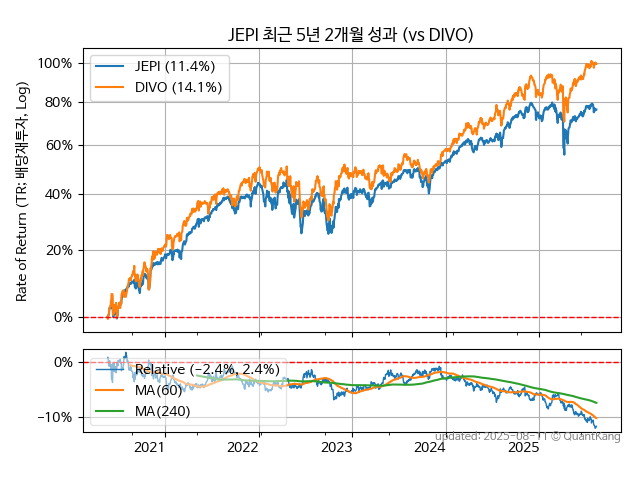 JEPI 최근 5년 2개월 성과 (vs DIVO)
Rate of Return (TR: 배당재투자, Log)
100%
80%
60%
40%
20%
0%
JEPI (11.4%)
DIVO (14.1%)
0%
−10%
Relative (−2.4%, 2.4%)
MA(60)
MA(240)
2021
2022
2023
2024
2025
updated: 2025-08-11 © QuantKang